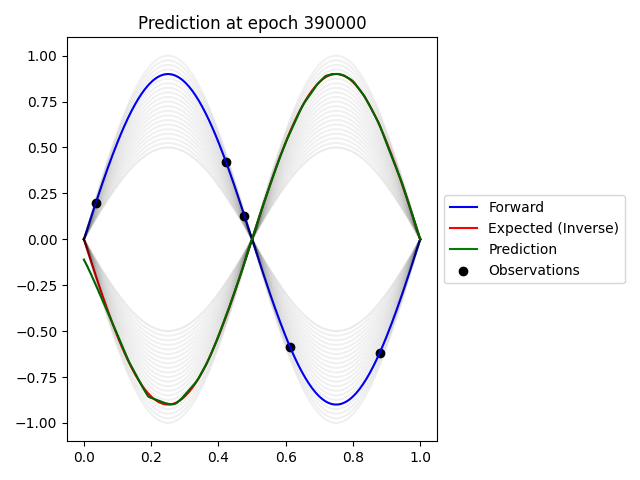 Prediction at epoch 390000
1.00
0.75
0.50
0.25
0.00
−0.25
−0.50
−0.75
−1.00
0.0 0.2 0.4 0.6 0.8 1.0
Forward
Expected (Inverse)
Prediction
Observations